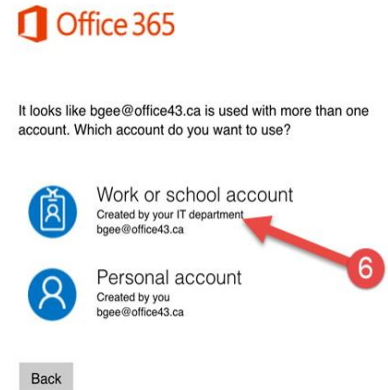 Office 365
It looks like bgee@office43.ca is used with more than one
account. Which account do you want to use?
Work or school account
Created by your IT department
bgee@office43.ca
6
Personal account
Created by you
bgee@office43.ca
Back